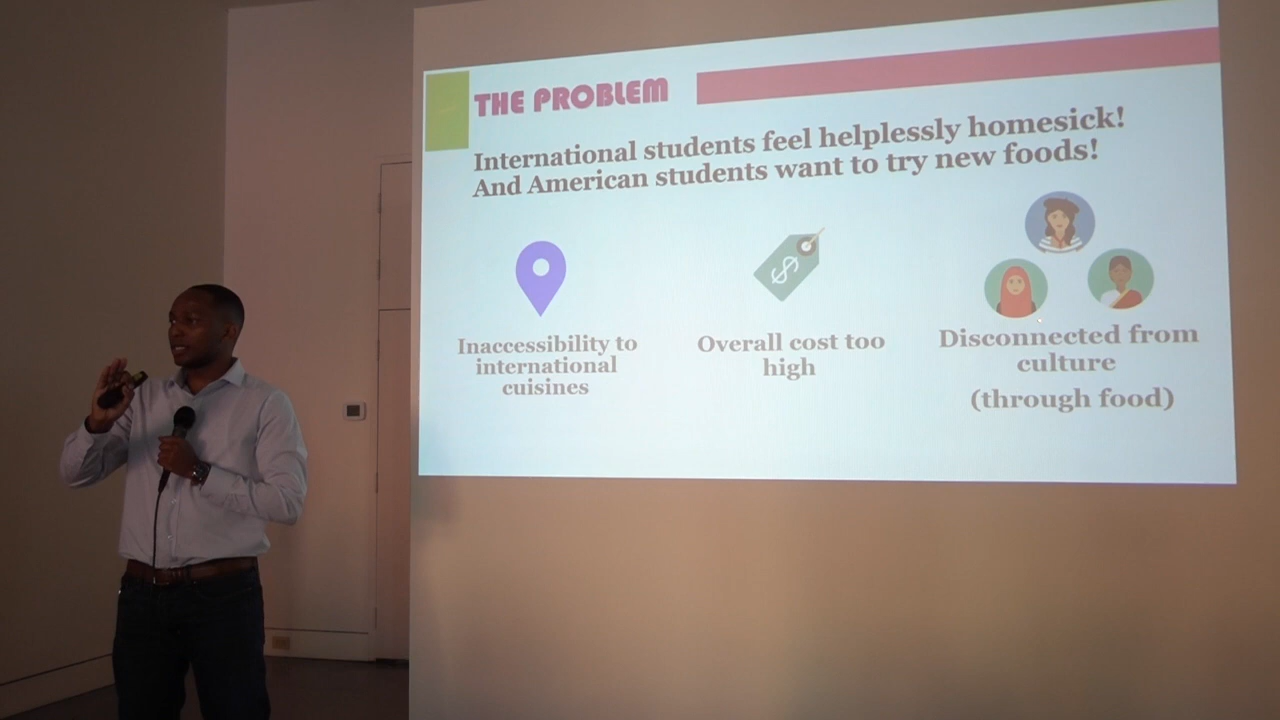 THE PROBLEM
International students feel helplessly homesick!
And American students want to try new foods!
$
Inaccessibility to
international
cuisines
Overall cost too
high
Disconnected from
culture
(through food)